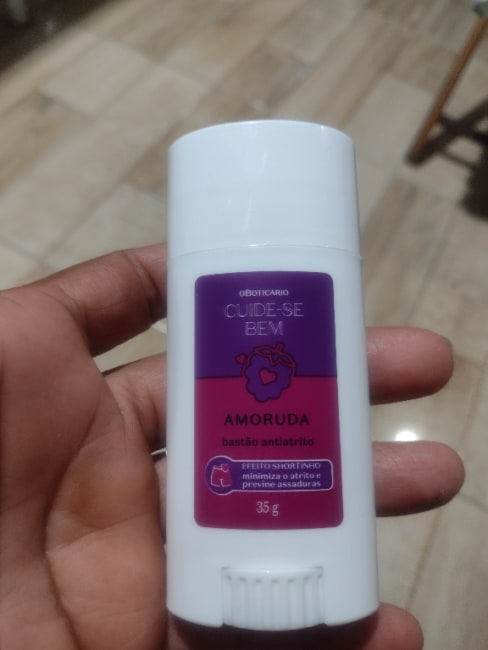 oBoticário
CUIDE-SE
BEM
AMORUDA
bastão antiatrito
EFEITO SHORTINHO
minimiza o atrito e
previne assaduras
35 g